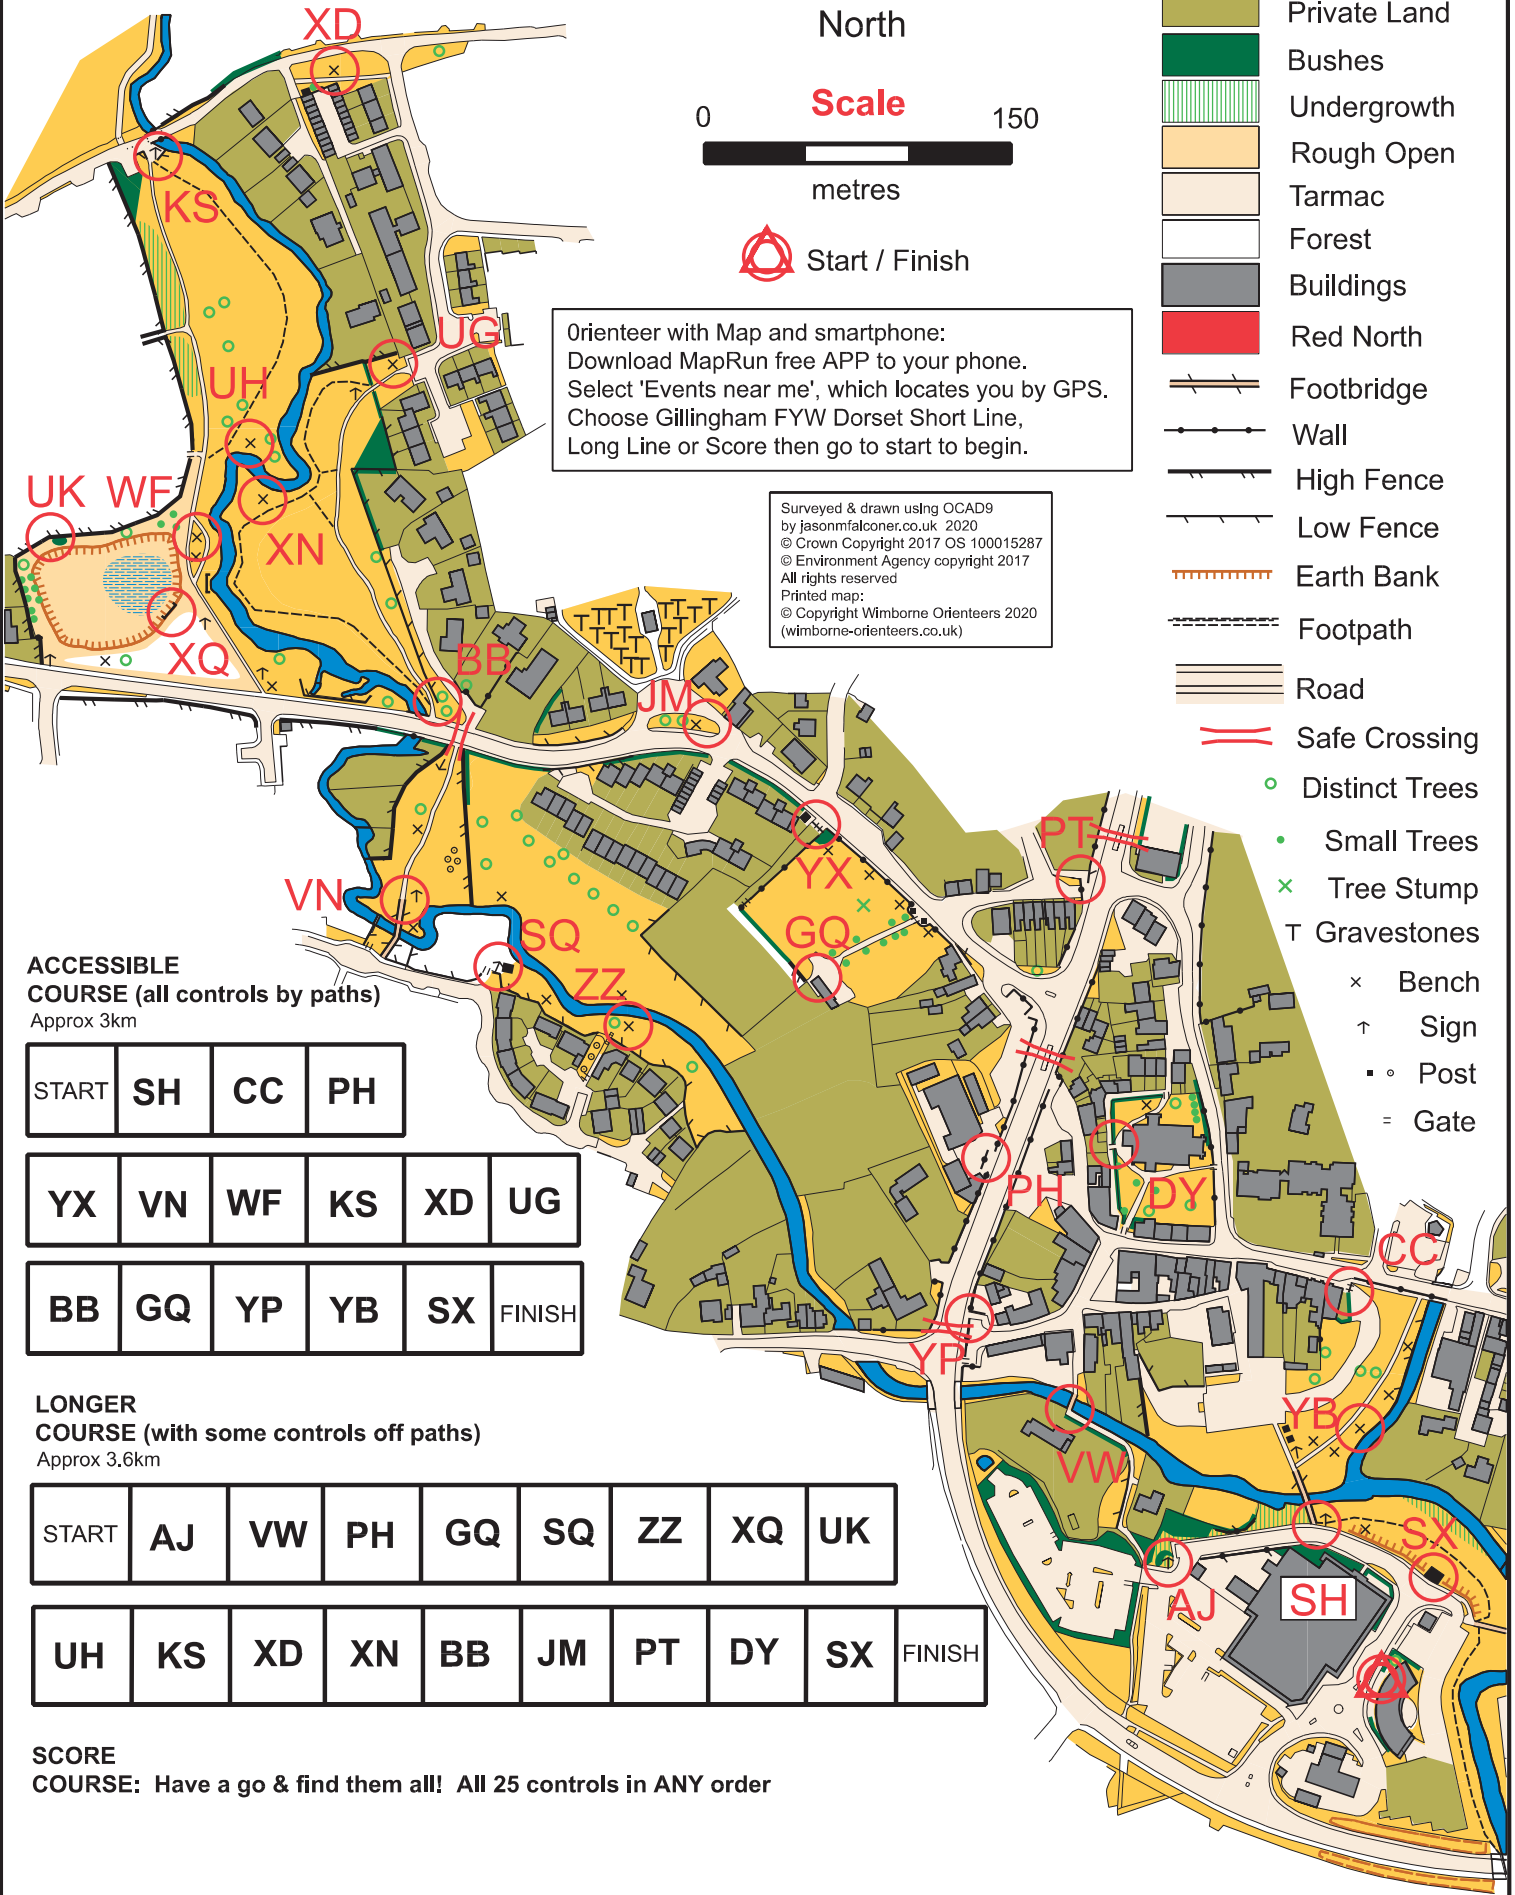 North
Scale
0 150
metres
Start / Finish
Orienteer with Map and smartphone:
Download MapRun free APP to your phone.
Select 'Events near me', which locates you by GPS.
Choose Gillingham FYW Dorset Short Line,
Long Line or Score then go to start to begin.
Surveyed & drawn using OCAD9
by jasonmfalconer.co.uk 2020
© Crown Copyright 2017 OS 100015287
© Environment Agency copyright 2017
All rights reserved
Printed map:
© Copyright Wimborne Orienteers 2020
(wimborne-orienteers.co.uk)
Private Land
Bushes
Undergrowth
Rough Open
Tarmac
Forest
Buildings
Red North
Footbridge
Wall
High Fence
Low Fence
Earth Bank
Footpath
Road
Safe Crossing
Distinct Trees
Small Trees
Tree Stump
Gravestones
Bench
Sign
Post
Gate
XD
KS
UG
UH
UK WF
XN
XQ
BB
JM
PT
YX
VN
GQ
SQ
ZZ
PH
DY
CC
YP
YB
VW
SX
AJ
SH
ACCESSIBLE
COURSE (all controls by paths)
Approx 3km
START SH CC PH
YX VN WF KS XD UG
BB GQ YP YB SX FINISH
LONGER
COURSE (with some controls off paths)
Approx 3.6km
START AJ VW PH GQ SQ ZZ XQ UK
UH KS XD XN BB JM PT DY SX FINISH
SCORE
COURSE: Have a go & find them all! All 25 controls in ANY order